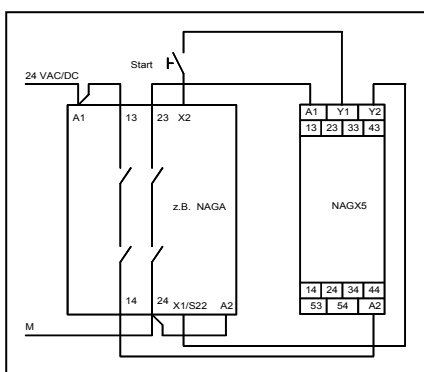 Start
24 VAC/DC
A1 13 23 X2
A1 Y1 Y2
13 23 33 43
z.B. NAGA
NAGX5
14 24 X1/S22 A2
14 24 34 44
53 54 A2
M